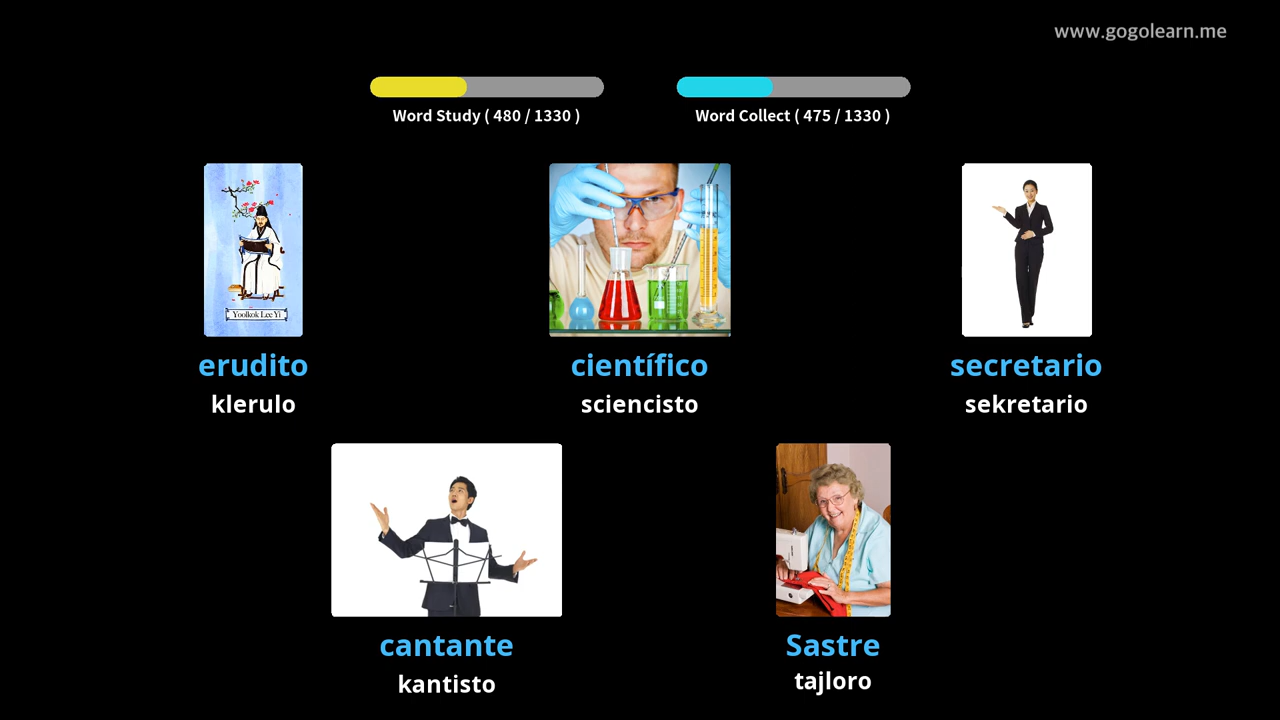 www.gogolearn.me
Word Study ( 480 / 1330 )
Word Collect ( 475 / 1330 )
Yoolkok Lee Yi
erudito
klerulo
científico
sciencisto
secretario
sekretario
cantante
kantisto
Sastre
tajloro